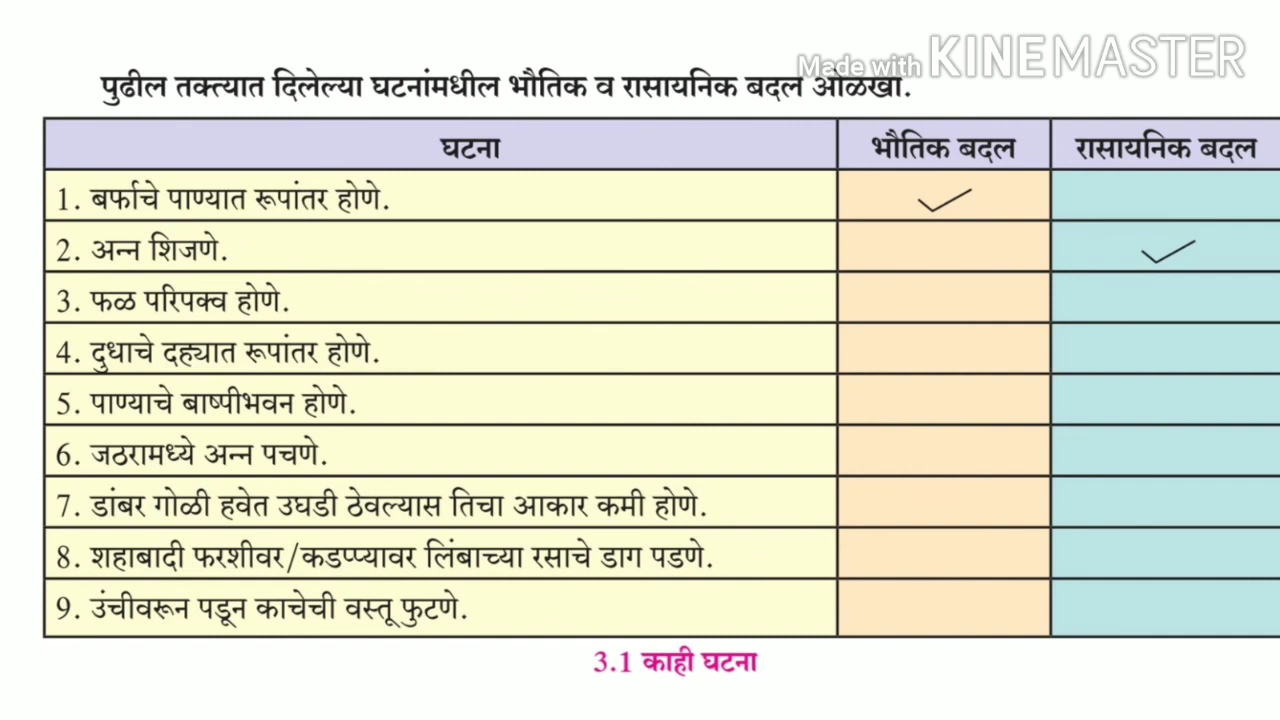 Made with KINEMASTER
पुढील तक्त्यात दिलेल्या घटनांमधील भौतिक व रासायनिक बदल ओळखा.
घटना भौतिक बदल रासायनिक बदल
1. बर्फाचे पाण्यात रूपांतर होणे. ✓
2. अन्न शिजणे. ✓
3. फळ परिपक्व होणे.
4. दुधाचे दह्यात रूपांतर होणे.
5. पाण्याचे बाष्पीभवन होणे.
6. जठरामध्ये अन्न पचणे.
7. डांबर गोळी हवेत उघडी ठेवल्यास तिचा आकार कमी होणे.
8. शहाबादी फरशीवर/कडप्प्यावर लिंबाच्या रसाचे डाग पडणे.
9. उंचीवरून पडून काचेची वस्तू फुटणे.
3.1 काही घटना